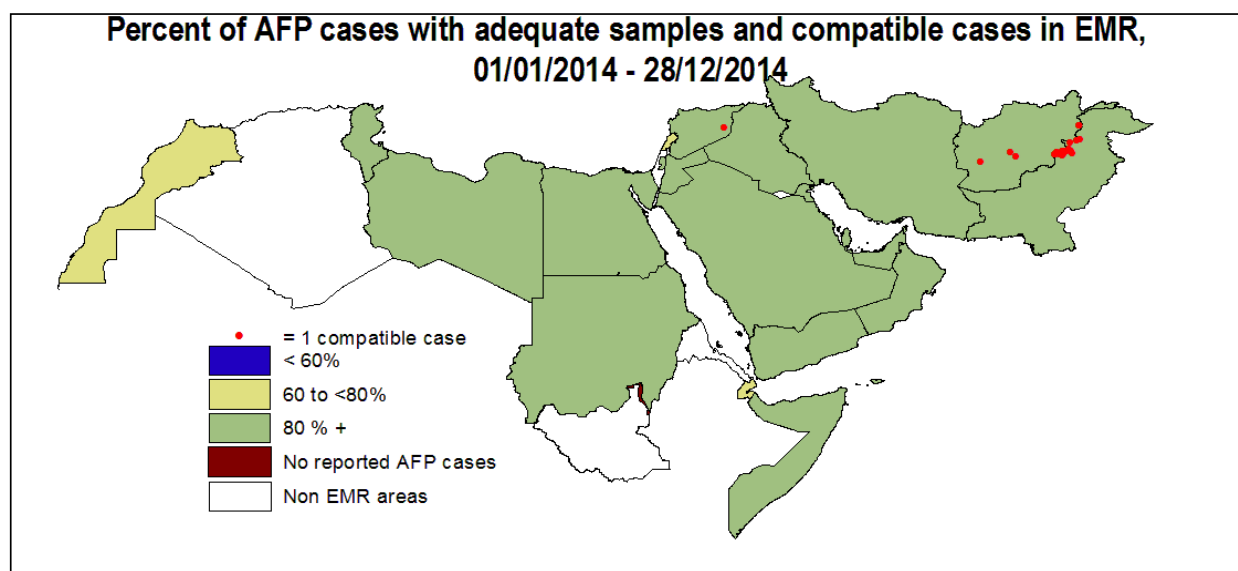 Percent of AFP cases with adequate samples and compatible cases in EMR,
01/01/2014 - 28/12/2014
= 1 compatible case
< 60%
60 to <80%
80 % +
No reported AFP cases
Non EMR areas